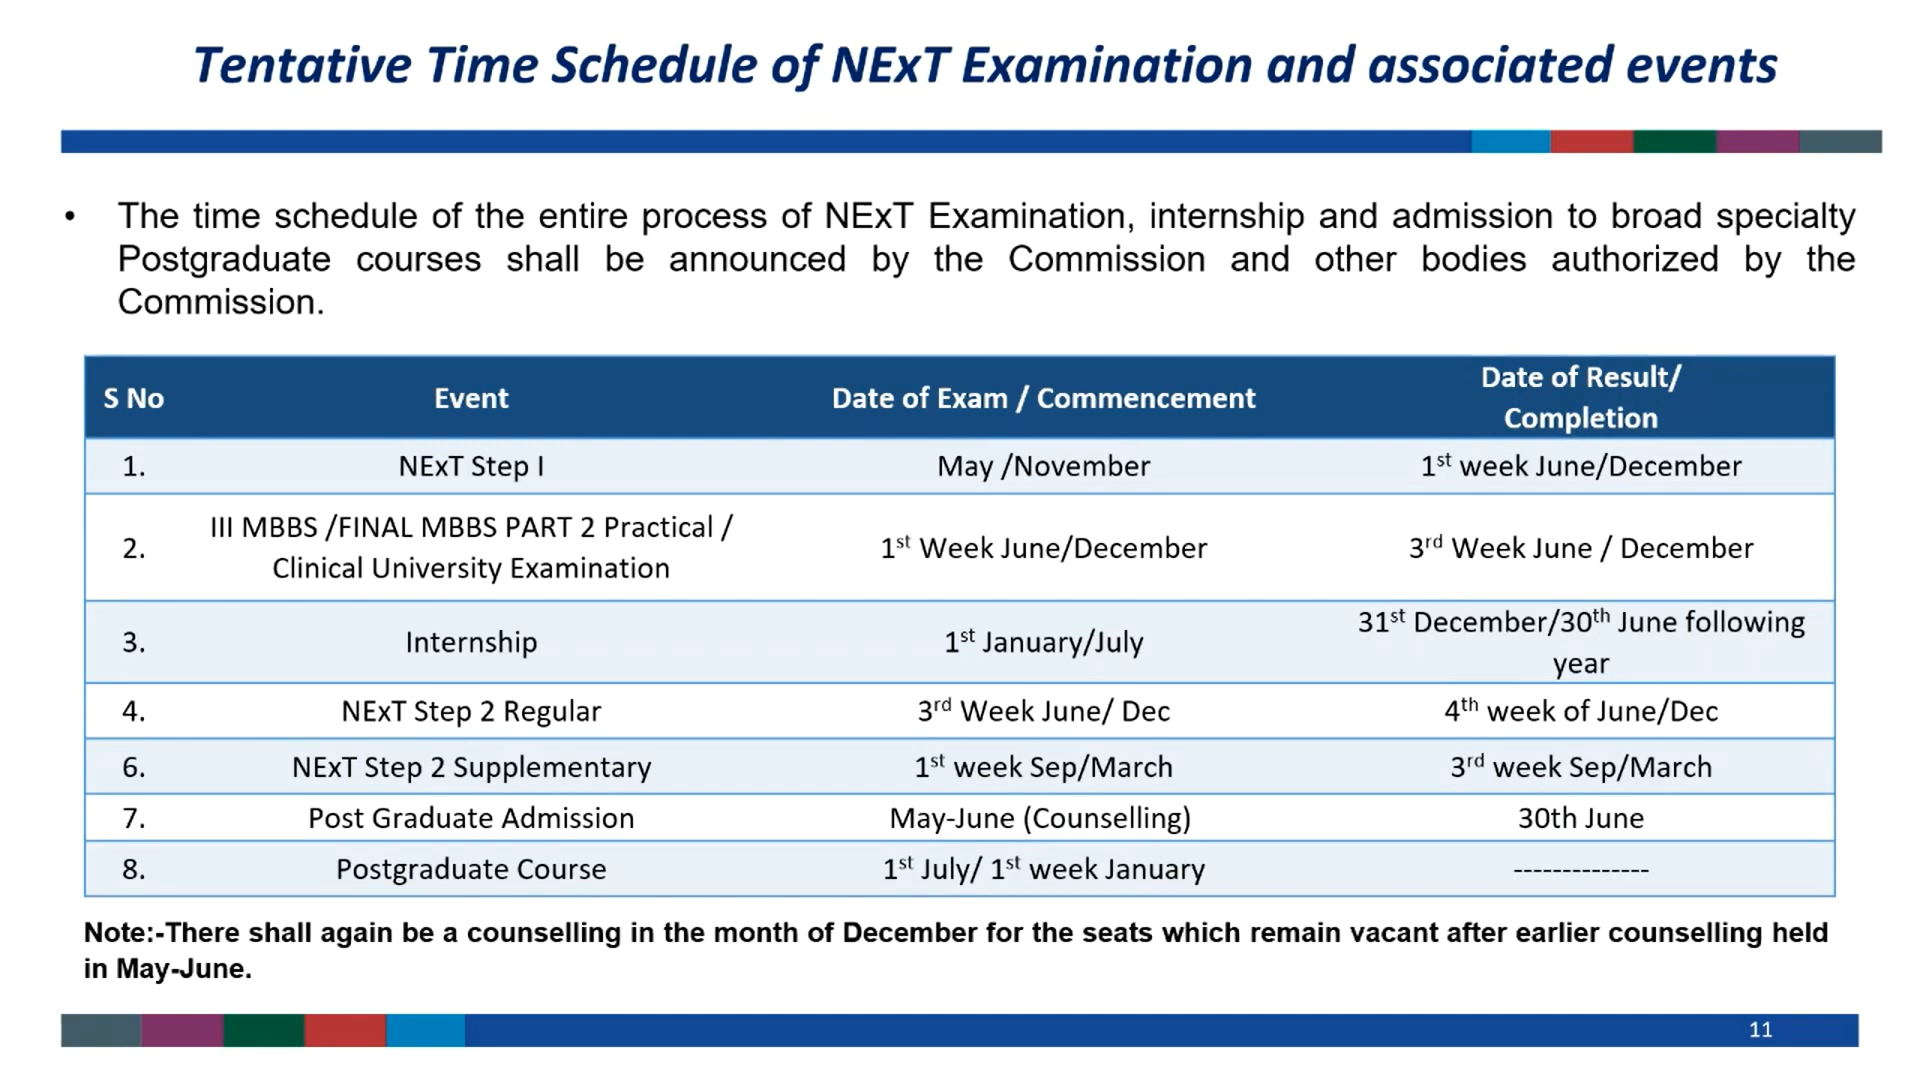 Tentative Time Schedule of NExT Examination and associated events
• The time schedule of the entire process of NExT Examination, internship and admission to broad specialty
Postgraduate courses shall be announced by the Commission and other bodies authorized by the
Commission.
S No Event Date of Exam / Commencement Date of Result/
Completion
1. NExT Step I May /November 1st week June/December
2. III MBBS /FINAL MBBS PART 2 Practical /
Clinical University Examination 1st Week June/December 3rd Week June / December
3. Internship 1st January/July 31st December/30th June following
year
4. NExT Step 2 Regular 3rd Week June/ Dec 4th week of June/Dec
6. NExT Step 2 Supplementary 1st week Sep/March 3rd week Sep/March
7. Post Graduate Admission May-June (Counselling) 30th June
8. Postgraduate Course 1st July/ 1st week January --------------
Note:-There shall again be a counselling in the month of December for the seats which remain vacant after earlier counselling held
in May-June.
11